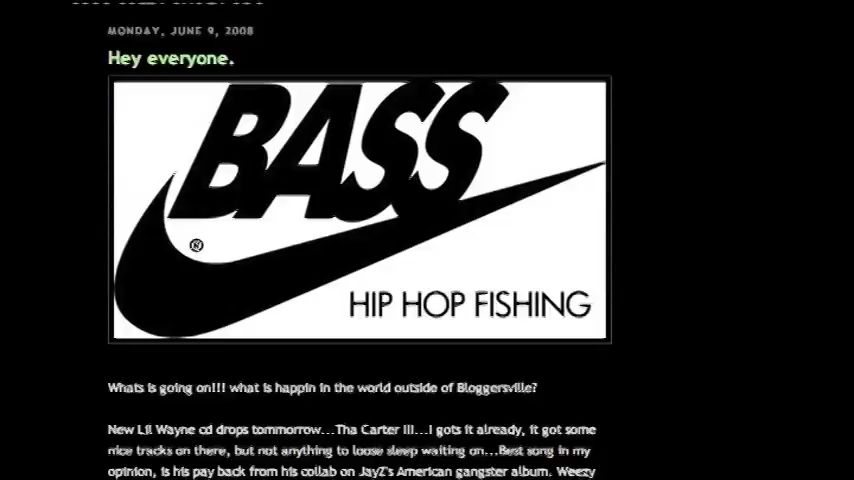 MONDAY, JUNE 9, 2008
Hey everyone.
BASS
®
HIP HOP FISHING
Whats is going on!!! what is happin in the world outside of Bloggersville?
New Lil Wayne cd drops tommorrow...Tha Carter III...I gots it already, it got some
nice tracks on there, but not anything to loose sleep waiting on...Best song in my
opinion, is his pay back from his collab on JayZ's American gangster album. Weezy